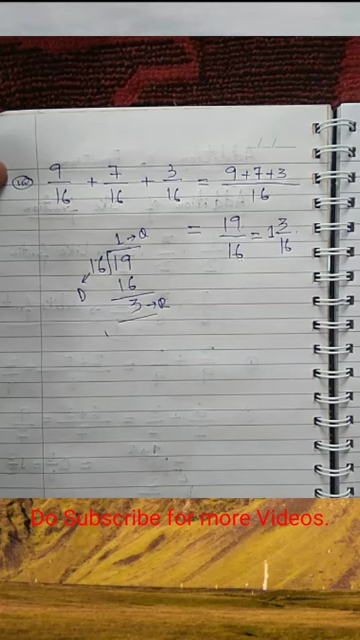 16) 9/16 + 7/16 + 3/16 = 9+7+3/16
= 19/16 = 1 3/16
1→Q
16)19
D
16
3→R
Do Subscribe for more Videos.